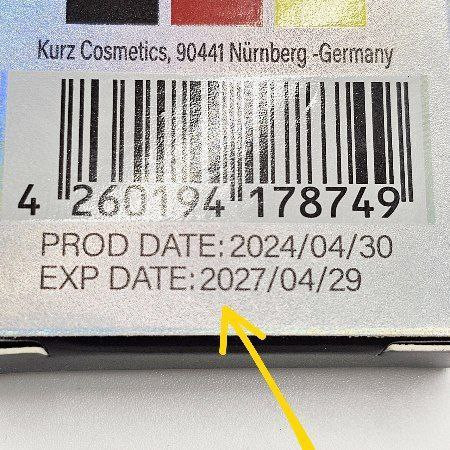 Kurz Cosmetics, 90441 Nürnberg -Germany
4 260194 178749
PROD DATE: 2024/04/30
EXP DATE: 2027/04/29